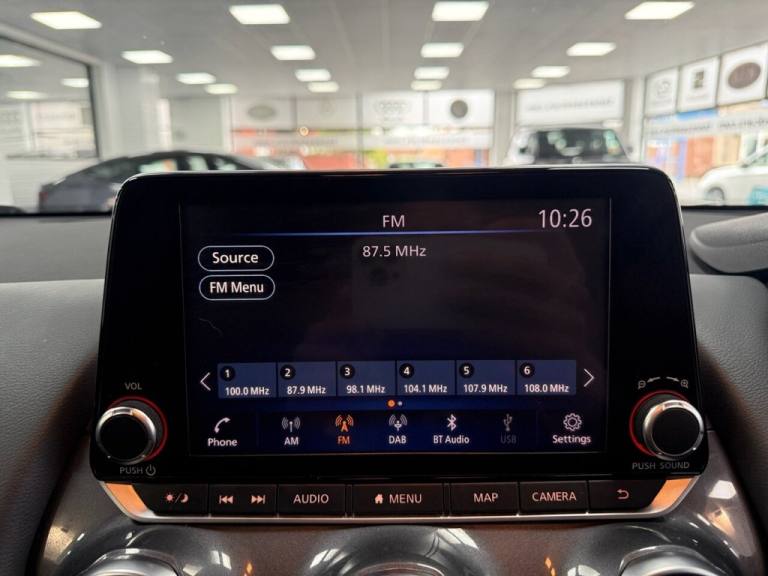 FM
10:26
87.5 MHz
Source
FM Menu
1 2 3 4 5 6
100.0 MHz 87.9 MHz 98.1 MHz 104.1 MHz 107.9 MHz 108.0 MHz
Phone AM FM DAB BT Audio USB Settings
VOL
PUSH
PUSH SOUND
AUDIO MENU MAP CAMERA